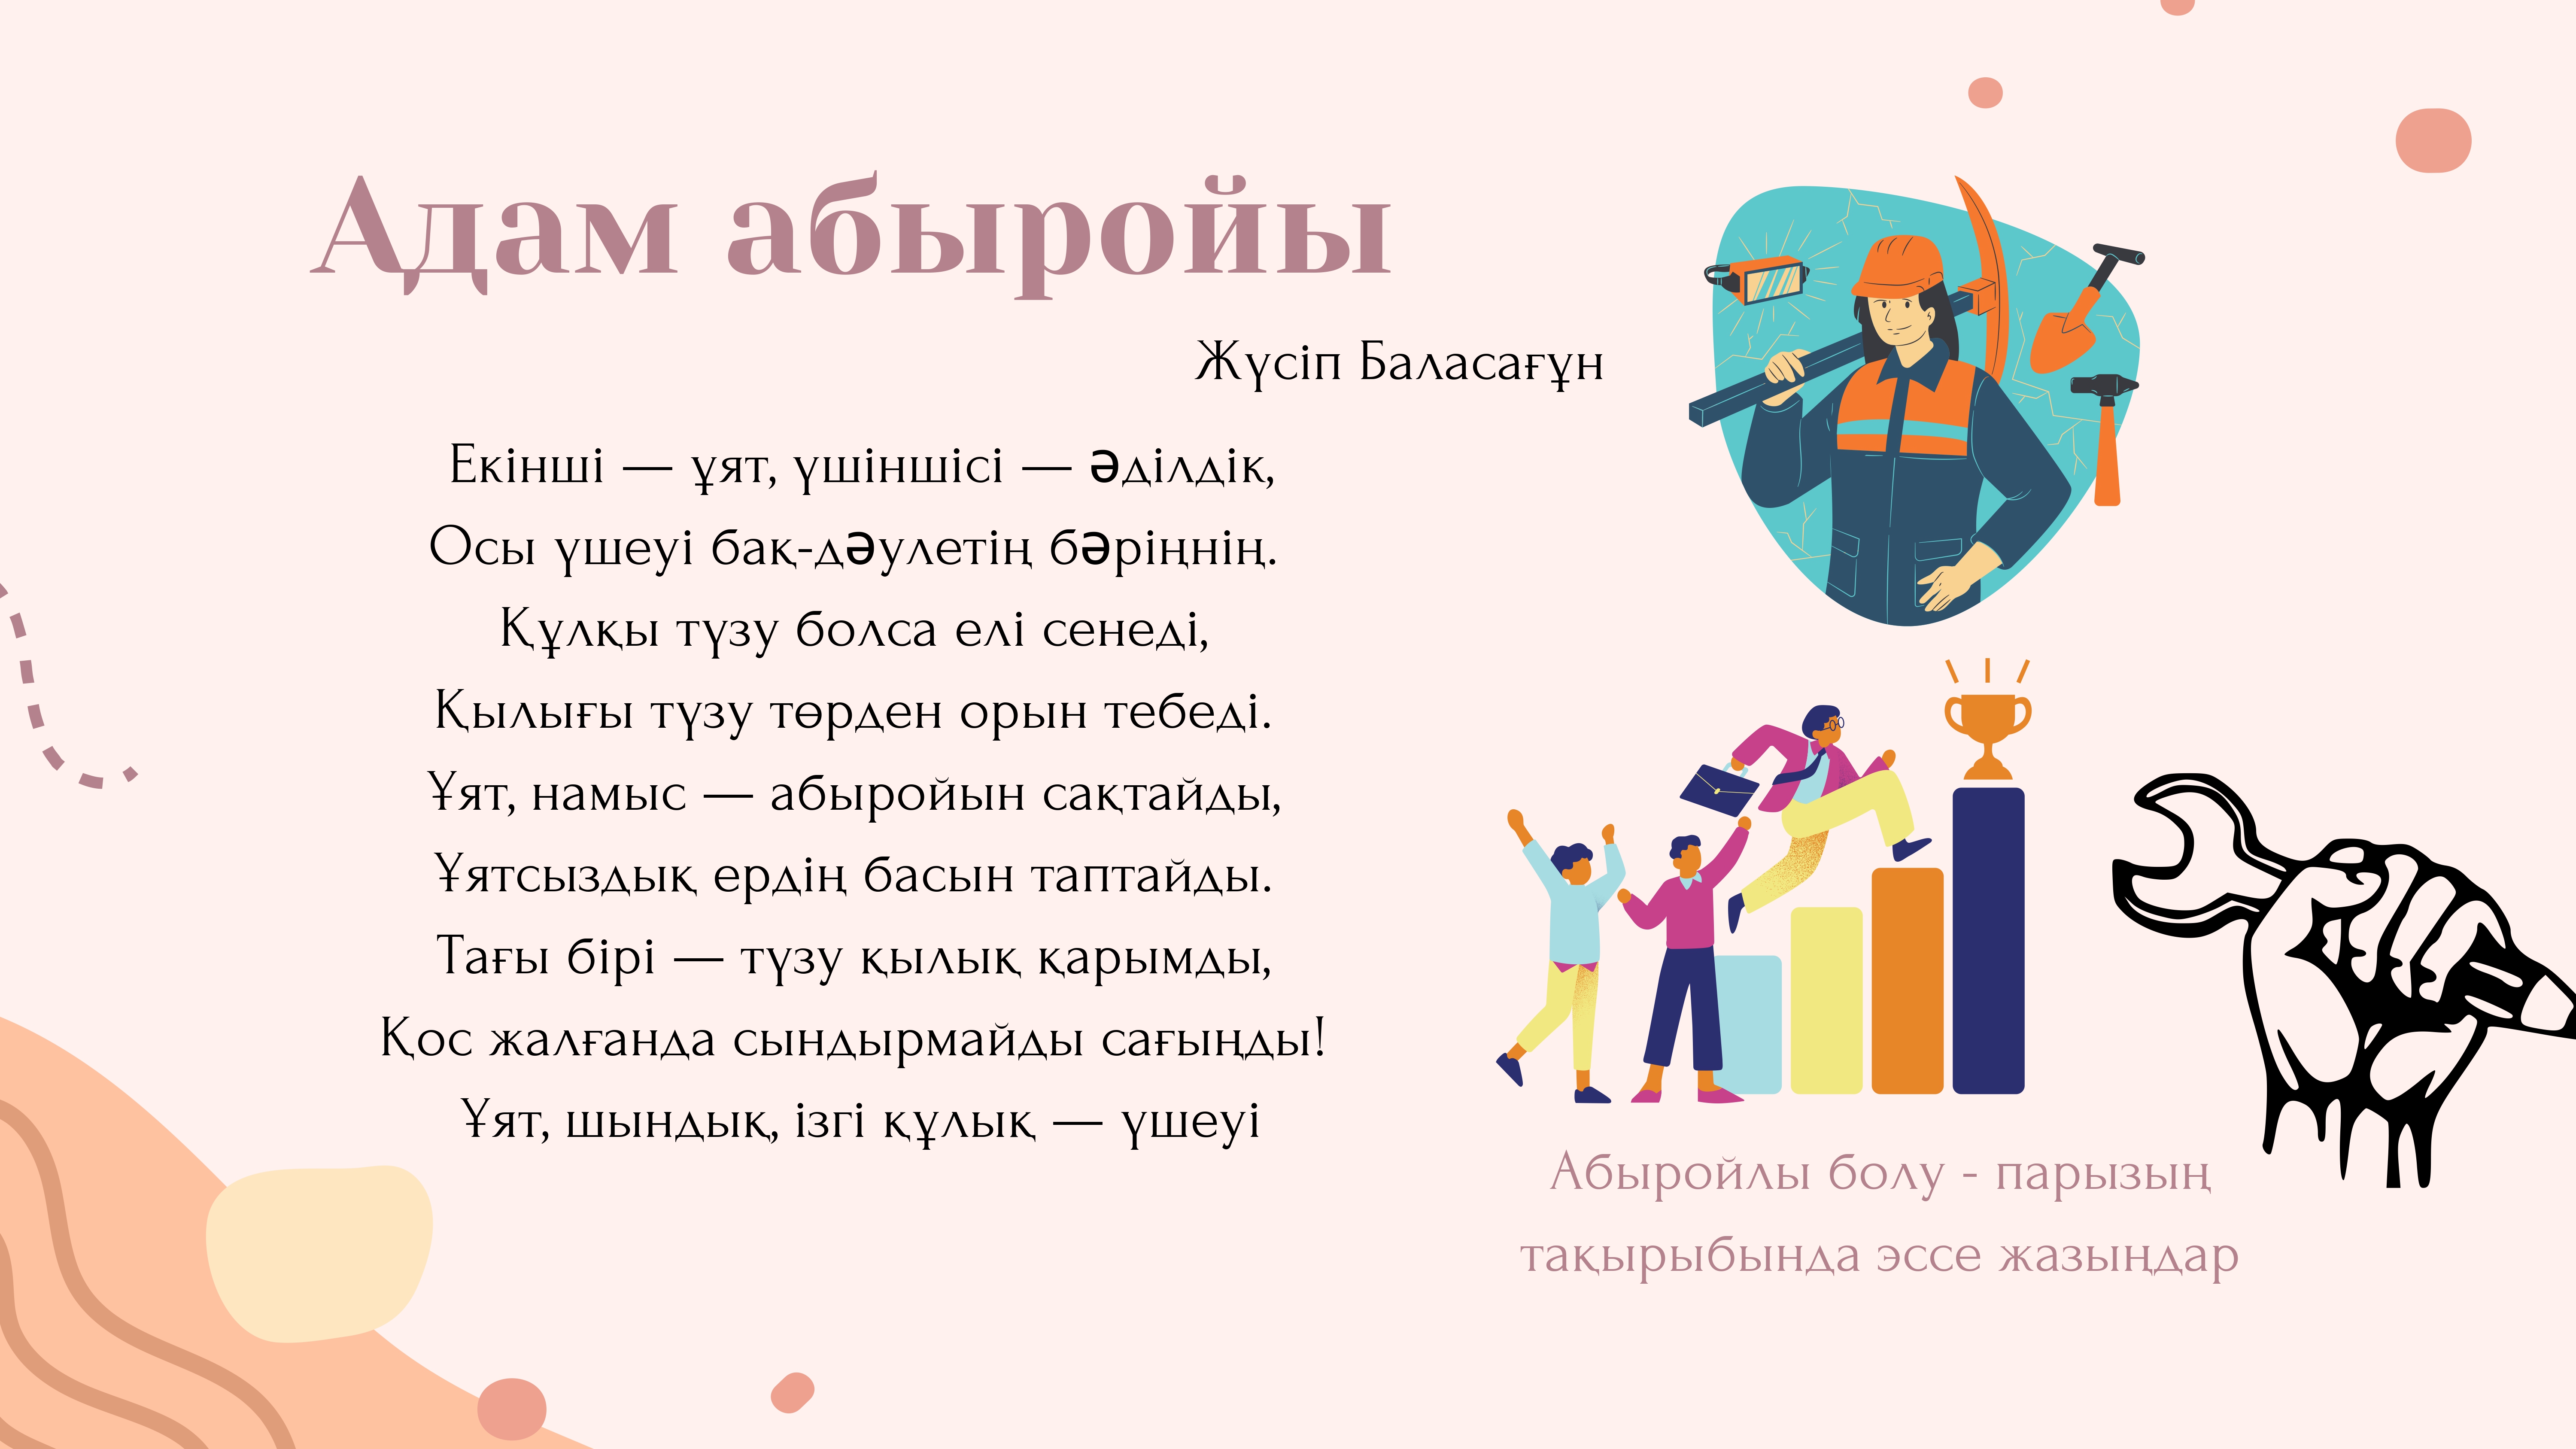 Адам абыройы
Жүсіп Баласағұн
Екінші — ұят, үшіншісі — әділдік,
Осы үшеуі бақ-дәулетің бәріңнің.
Құлқы түзу болса елі сенеді,
Қылығы түзу төрден орын тебеді.
Ұят, намыс — абыройын сақтайды,
Ұятсыздық ердің басын таптайды.
Тағы бірі — түзу қылық қарымды,
Қос жалғанда сындырмайды сағыңды!
Ұят, шындық, ізгі құлық — үшеуі
Абыройлы болу - парызың
тақырыбында эссе жазыңдар